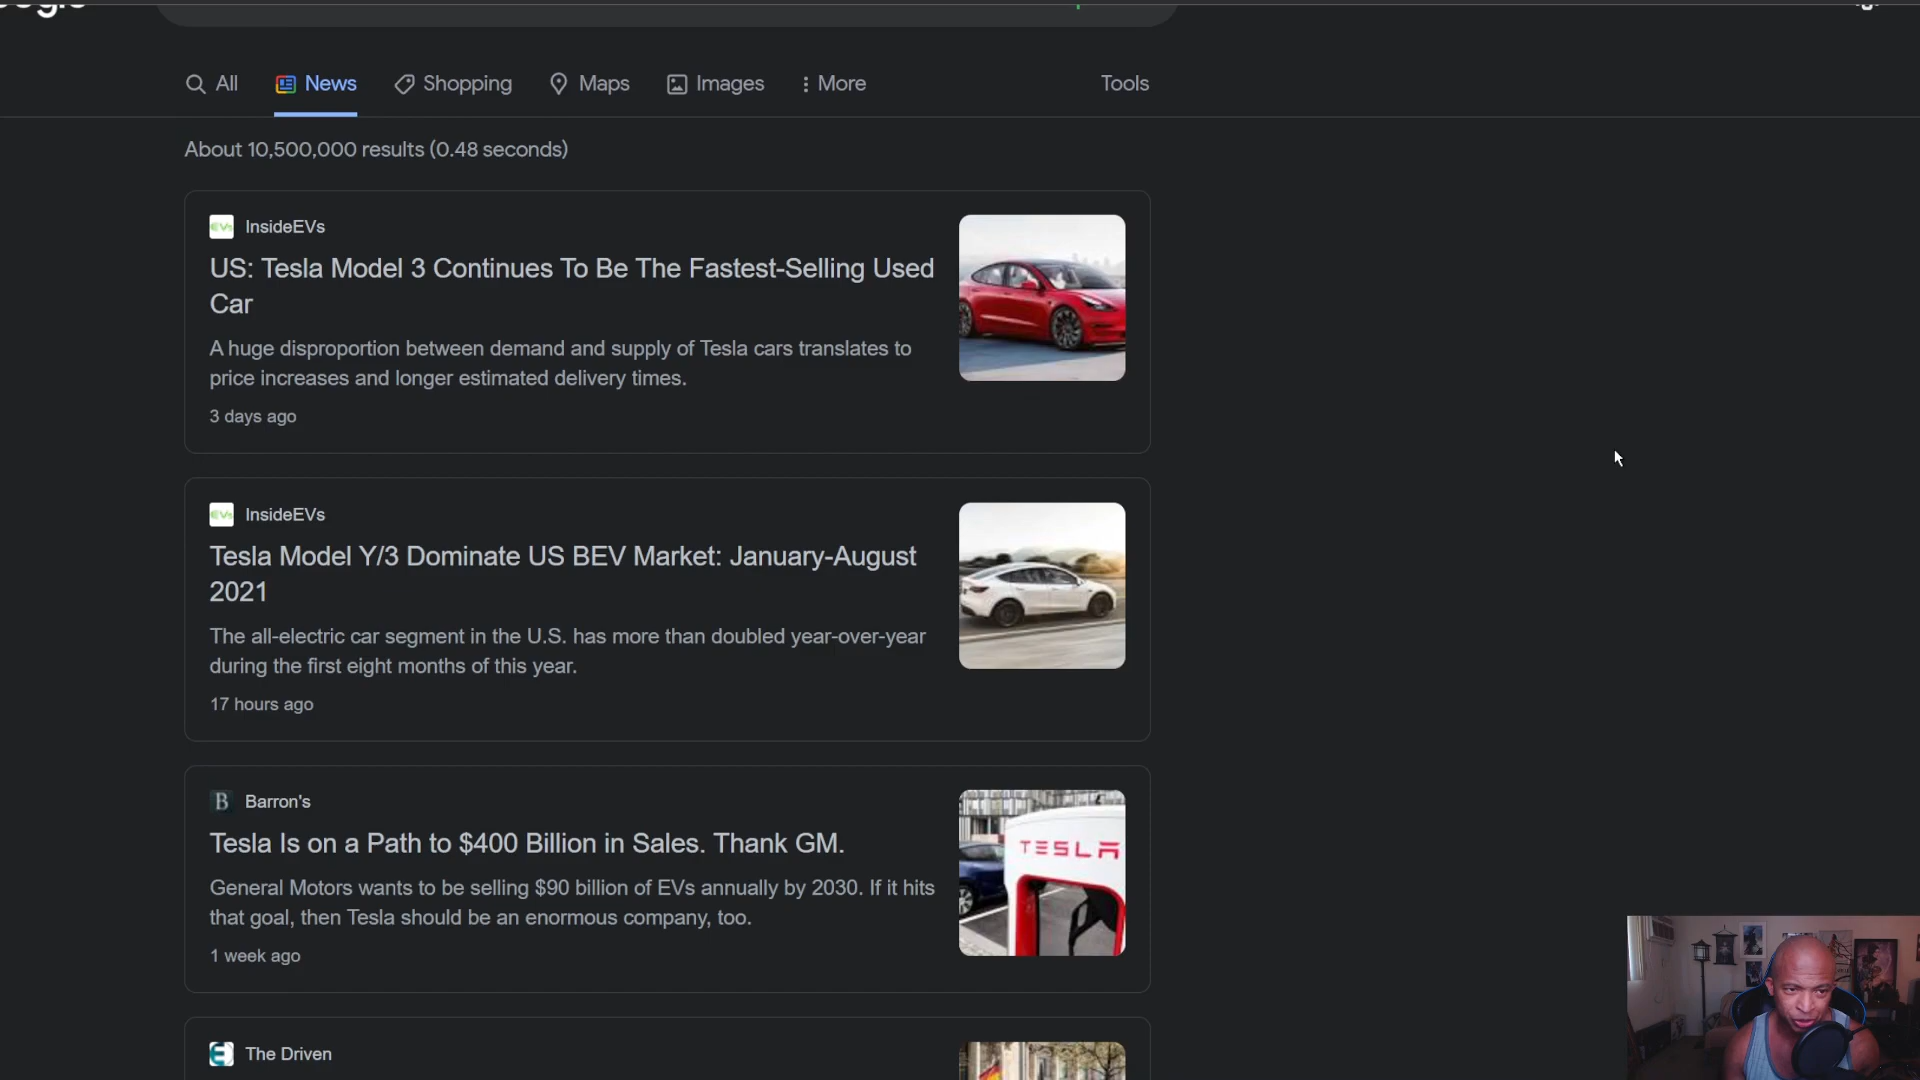 All
News
Shopping
Maps
Images
More
Tools
About 10,500,000 results (0.48 seconds)
InsideEVs
US: Tesla Model 3 Continues To Be The Fastest-Selling Used
Car
A huge disproportion between demand and supply of Tesla cars translates to
price increases and longer estimated delivery times.
3 days ago
InsideEVs
Tesla Model Y/3 Dominate US BEV Market: January-August
2021
The all-electric car segment in the U.S. has more than doubled year-over-year
during the first eight months of this year.
17 hours ago
B Barron's
Tesla Is on a Path to $400 Billion in Sales. Thank GM.
General Motors wants to be selling $90 billion of EVs annually by 2030. If it hits
that goal, then Tesla should be an enormous company, too.
1 week ago
TESLA
The Driven